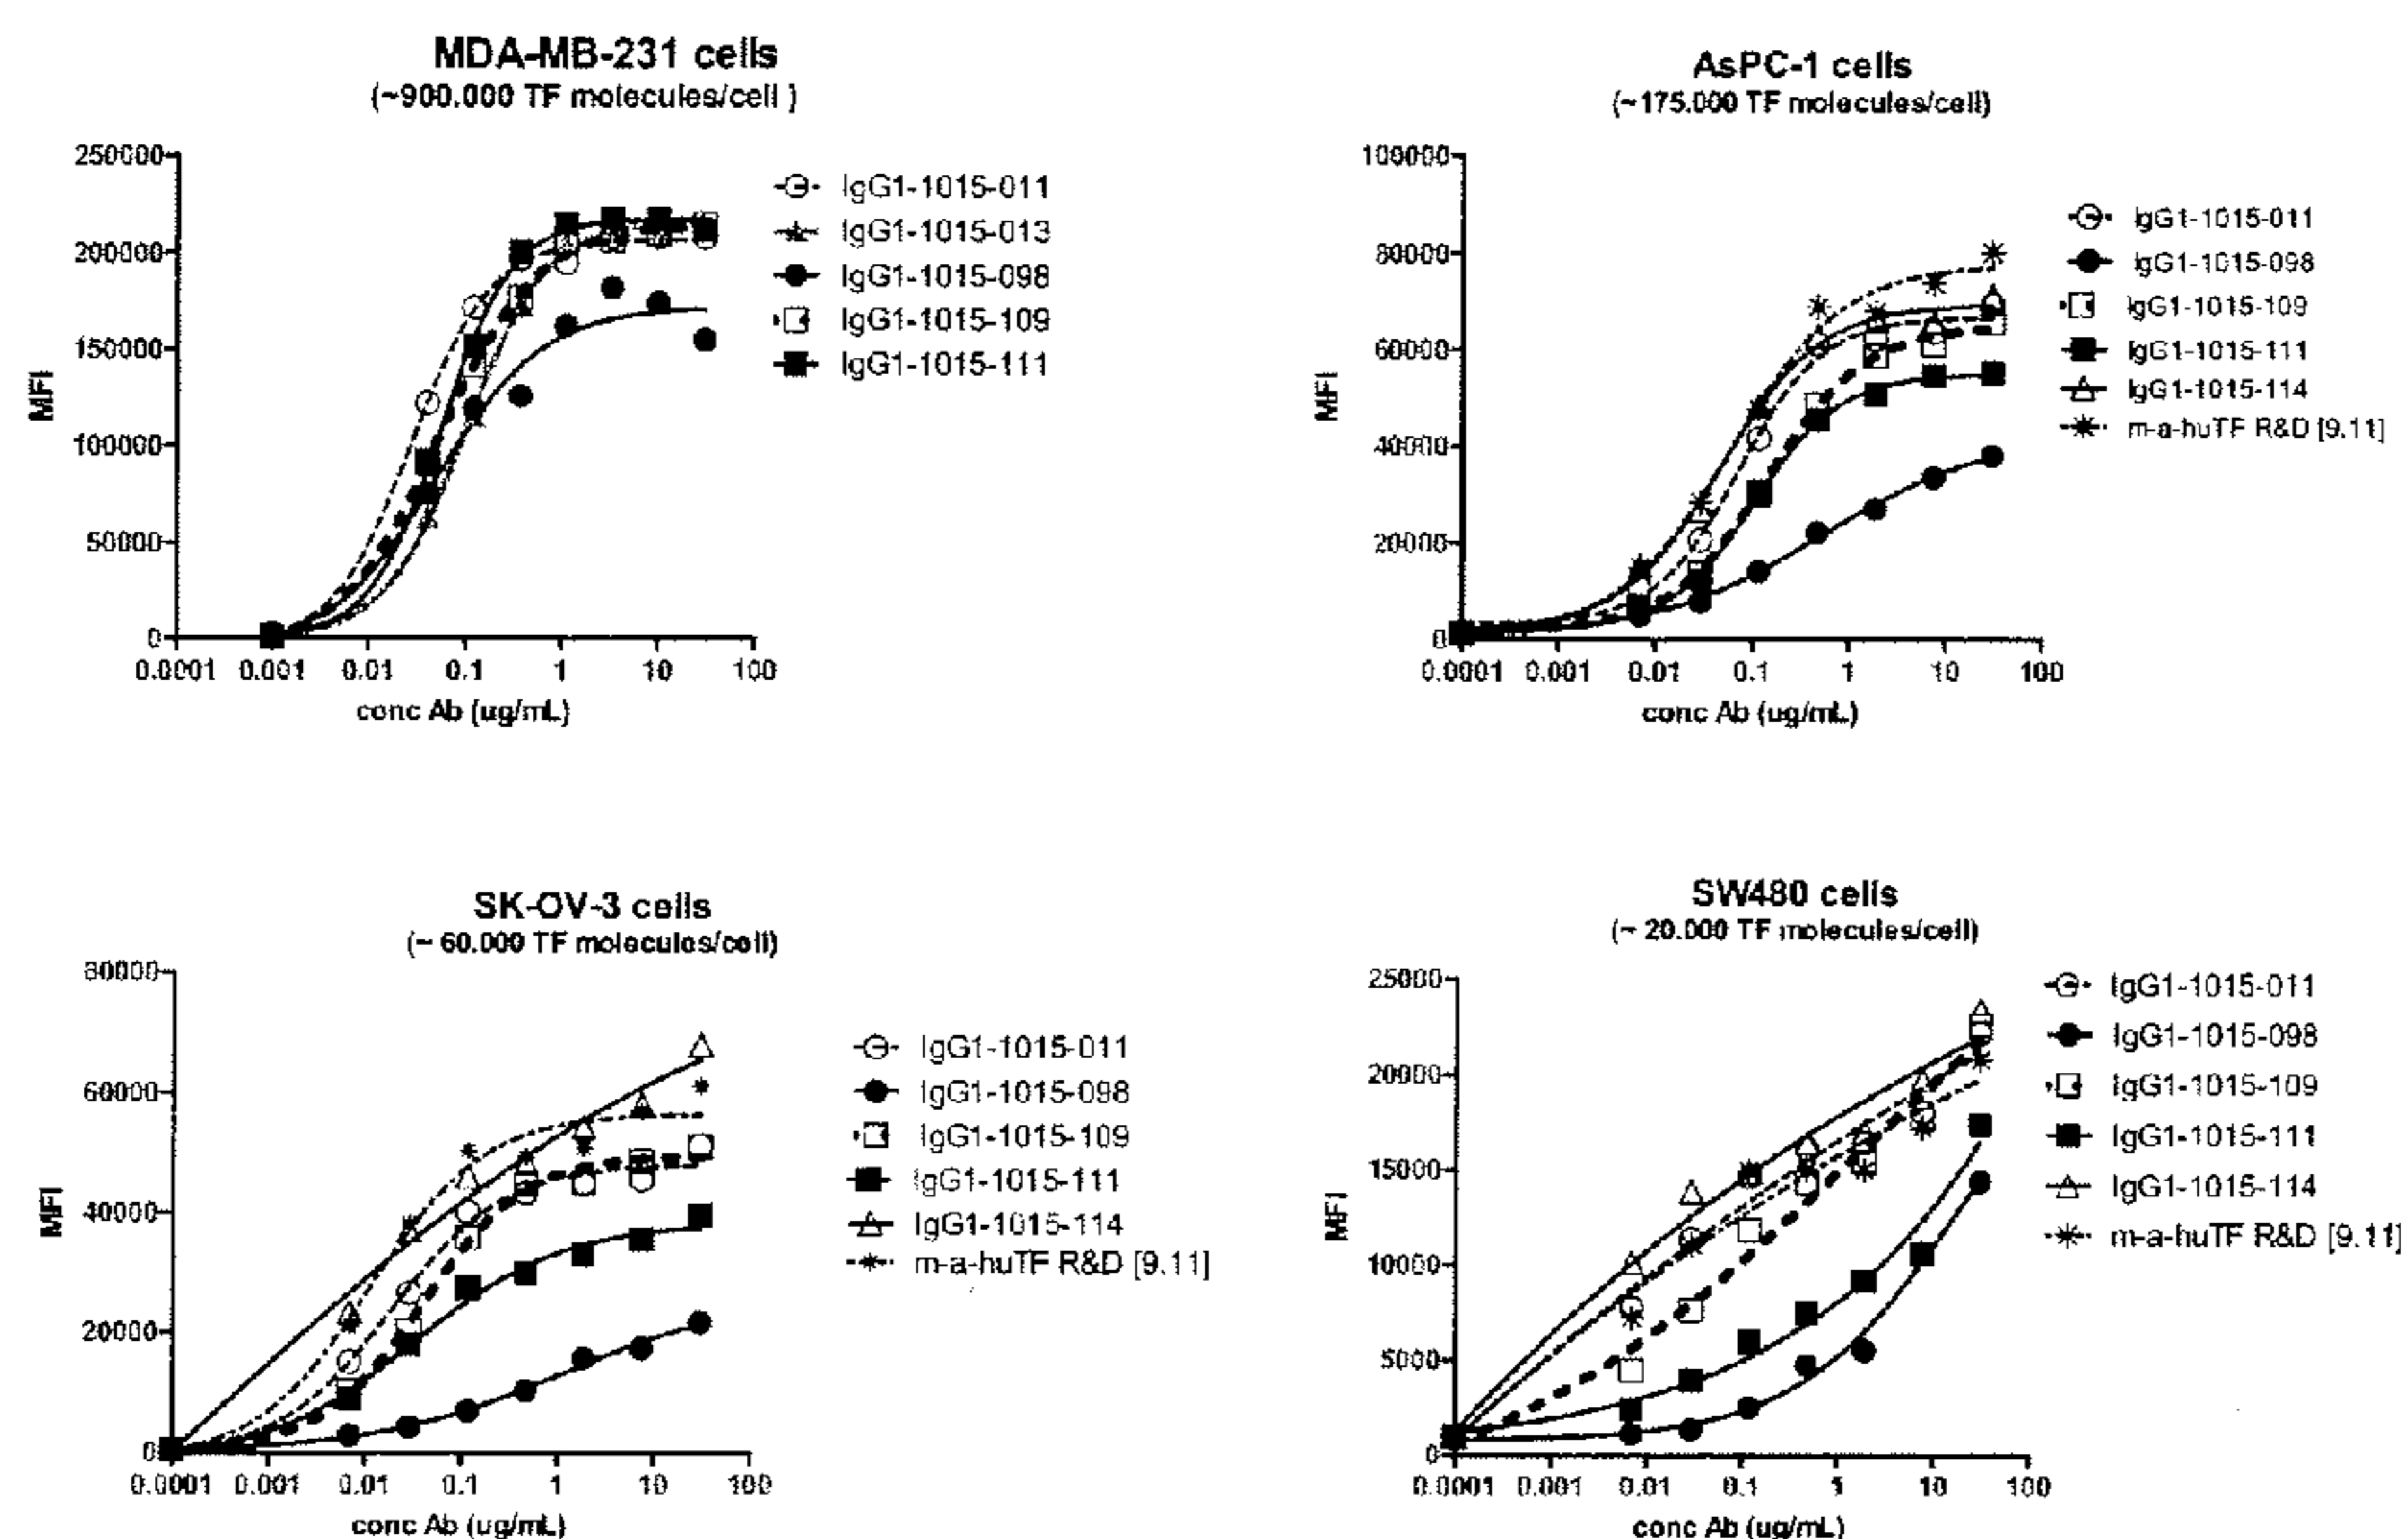 MDA-MB-231 cells
(~900.000 TF molecules/cell )
250000
200000
150000
100000
50000
0
MFI
0.0001 0.001 0.01 0.1 1 10 100
conc Ab (ug/mL)
IgG1-1015-011
IgG1-1015-013
IgG1-1015-098
IgG1-1015-109
IgG1-1015-111
AsPC-1 cells
(~175.000 TF molecules/cell)
100000
80000
60000
40000
20000
0
MFI
0.0001 0.001 0.01 0.1 1 10 100
conc Ab (ug/mL)
IgG1-1015-011
IgG1-1015-098
IgG1-1015-109
IgG1-1015-111
IgG1-1015-114
m-a-huTF R&D [9.11]
SK-OV-3 cells
(~ 60.000 TF molecules/cell)
80000
60000
40000
20000
0
MFI
0.0001 0.001 0.01 0.1 1 10 100
conc Ab (ug/mL)
IgG1-1015-011
IgG1-1015-098
IgG1-1015-109
IgG1-1015-111
IgG1-1015-114
m-a-huTF R&D [9.11]
SW480 cells
(~ 20.000 TF molecules/cell)
25000
20000
15000
10000
5000
0
MFI
0.0001 0.001 0.01 0.1 1 10 100
conc Ab (ug/mL)
IgG1-1015-011
IgG1-1015-098
IgG1-1015-109
IgG1-1015-111
IgG1-1015-114
m-a-huTF R&D [9.11]